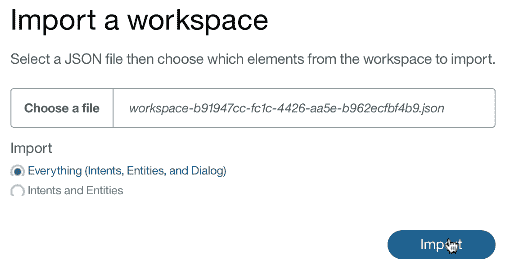 Import a workspace
Select a JSON file then choose which elements from the workspace to import.
Choose a file workspace-b91947cc-fc1c-4426-aa5e-b962ecfbf4b9.json
Import
Everything (Intents, Entities, and Dialog)
Intents and Entities
Import